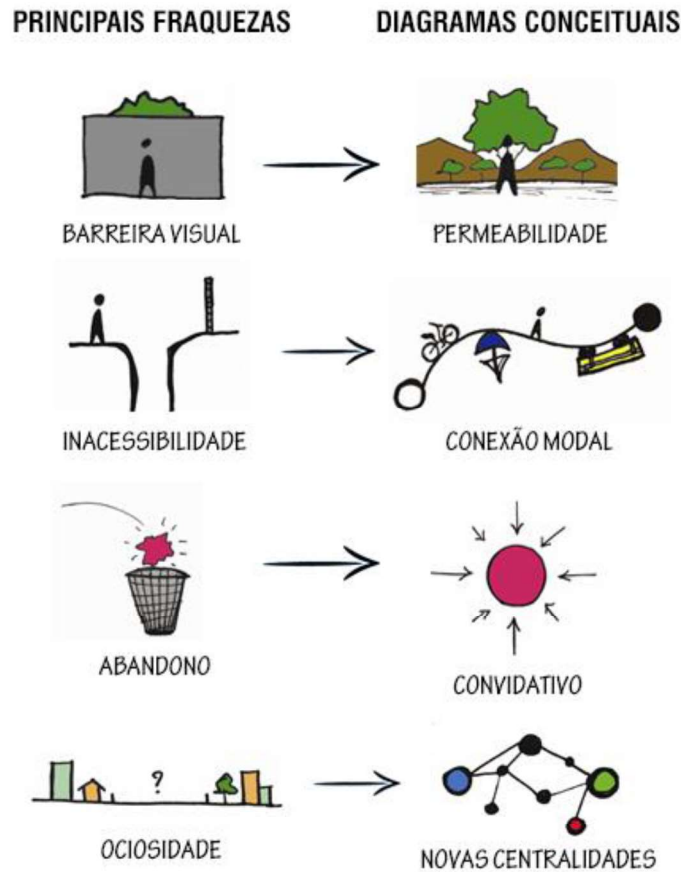 PRINCIPAIS FRAQUEZAS
DIAGRAMAS CONCEITUAIS
BARREIRA VISUAL
PERMEABILIDADE
INACESSIBILIDADE
CONEXÃO MODAL
ABANDONO
CONVIDATIVO
?
OCIOSIDADE
NOVAS CENTRALIDADES